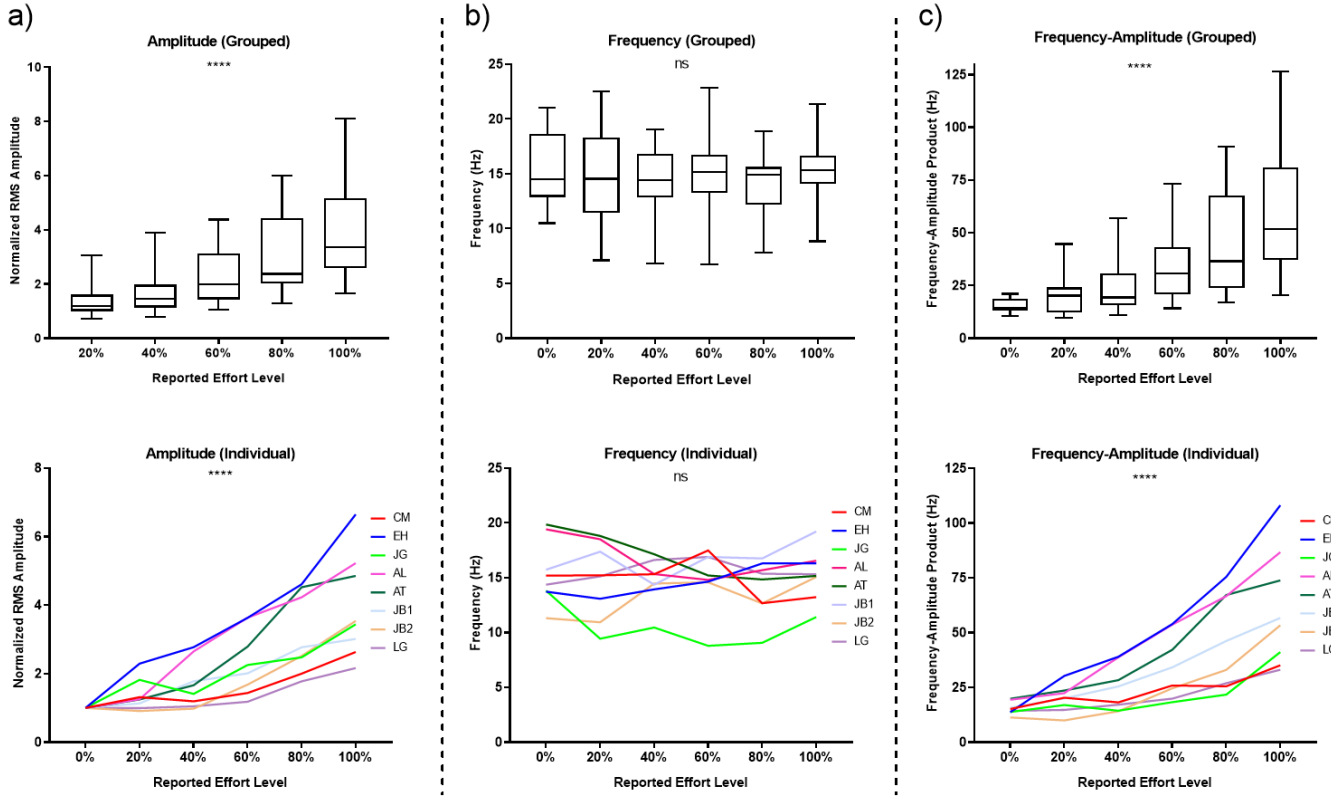 a)
Amplitude (Grouped)
****
10
8
6
4
2
0
Normalized RMS Amplitude
20% 40% 60% 80% 100%
Reported Effort Level
b)
Frequency (Grouped)
ns
25
20
15
10
5
0
Frequency (Hz)
0% 20% 40% 60% 80% 100%
Reported Effort Level
c)
Frequency-Amplitude (Grouped)
****
125
100
75
50
25
0
Frequency-Amplitude Product (Hz)
0% 20% 40% 60% 80% 100%
Reported Effort Level
Amplitude (Individual)
****
8
6
4
2
0
Normalized RMS Amplitude
0% 20% 40% 60% 80% 100%
Reported Effort Level
CM
EH
JG
AL
AT
JB1
JB2
LG
Frequency (Individual)
ns
25
20
15
10
5
0
Frequency (Hz)
0% 20% 40% 60% 80% 100%
Reported Effort Level
CM
EH
JG
AL
AT
JB1
JB2
LG
Frequency-Amplitude (Individual)
****
125
100
75
50
25
0
Frequency-Amplitude Product (Hz)
0% 20% 40% 60% 80% 100%
Reported Effort Level